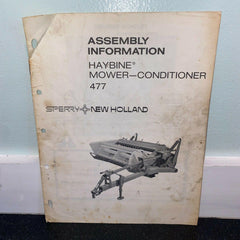 ASSEMBLY
INFORMATION
HAYBINE®
MOWER—CONDITIONER
477
SPERRY NEW HOLLAND